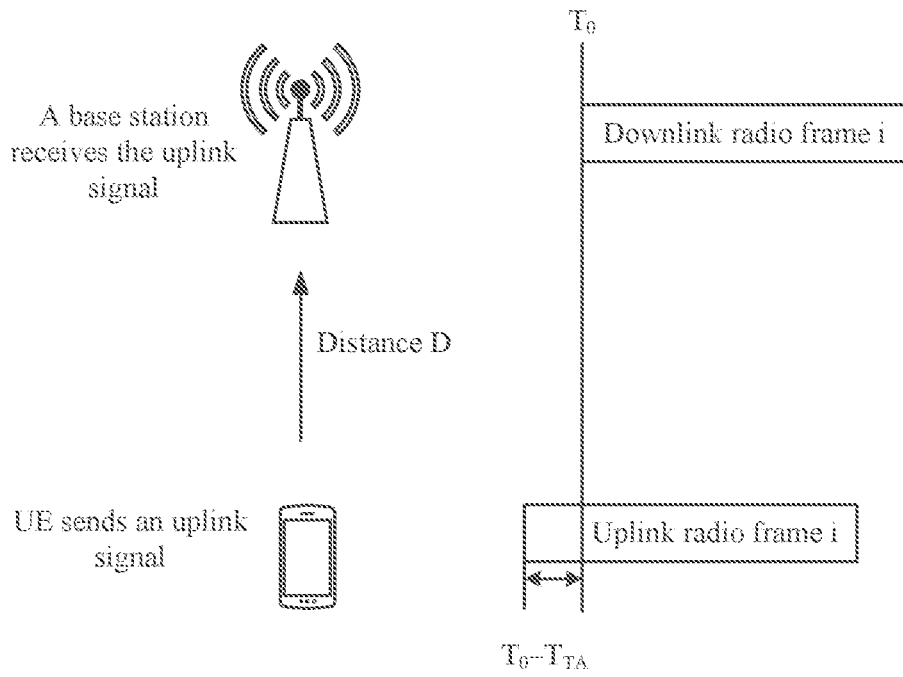 T₀
A base station
receives the uplink
signal
Downlink radio frame i
Distance D
UE sends an uplink
signal
Uplink radio frame i
T₀-T_TA